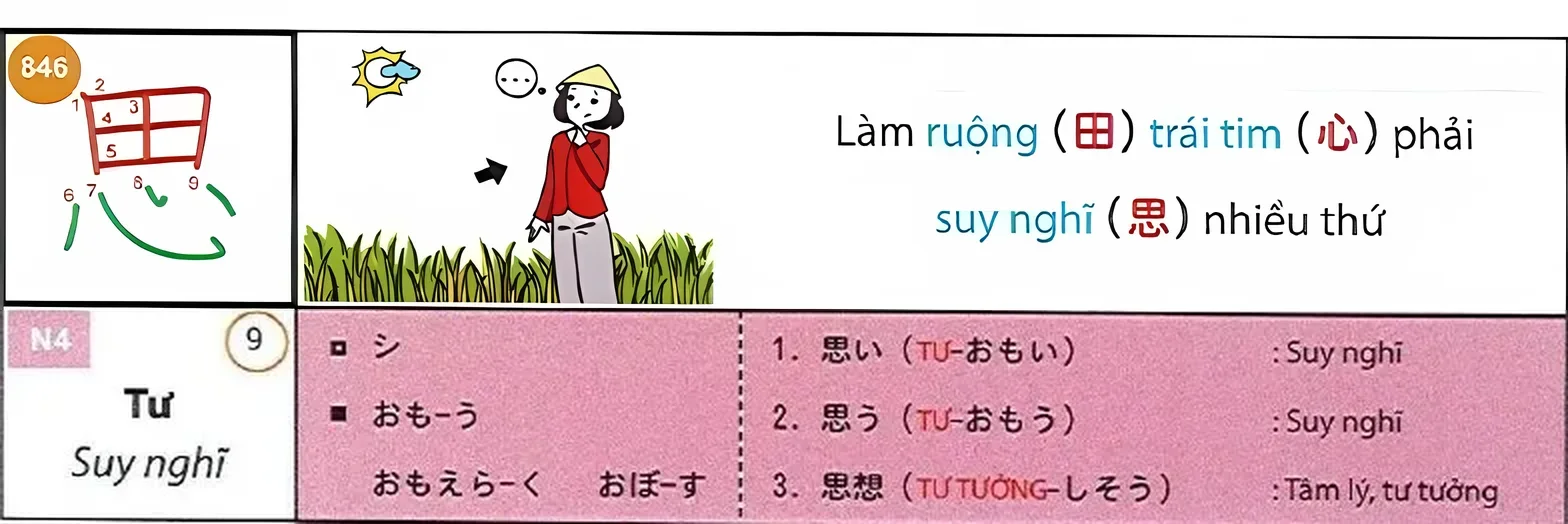 846
1 2 3 4 5 6 7 8 9
...
Làm ruộng (田) trái tim (心) phải
suy nghĩ (思) nhiều thứ
N4
9
Tư
Suy nghĩ
シ
おも-う
おもえら-く おぼ-す
1. 思い (TƯ-おもい) : Suy nghĩ
2. 思う (TƯ-おもう) : Suy nghĩ
3. 思想 (TƯ TƯỞNG-しそう) : Tâm lý, tư tưởng